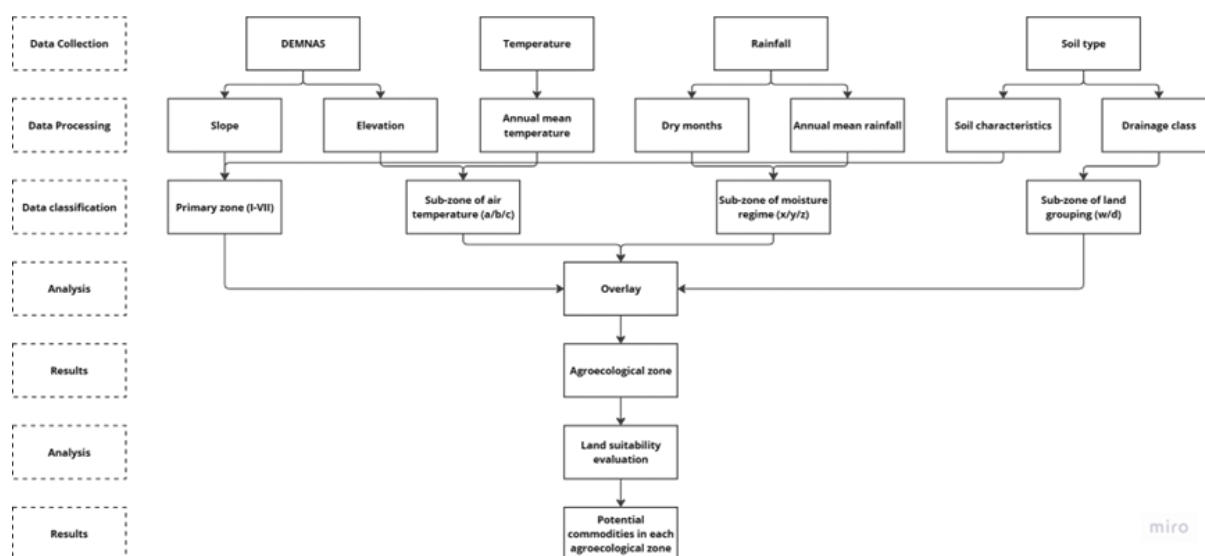 Data Collection
DEMNAS
Temperature
Rainfall
Soil type
Data Processing
Slope
Elevation
Annual mean
temperature
Dry months
Annual mean rainfall
Soil characteristics
Drainage class
Data classification
Primary zone (I-VII)
Sub-zone of air
temperature (a/b/c)
Sub-zone of moisture
regime (x/y/z)
Sub-zone of land
grouping (w/d)
Analysis
Overlay
Results
Agroecological zone
Analysis
Land suitability
evaluation
Results
Potential
commodities in each
agroecological zone
miro